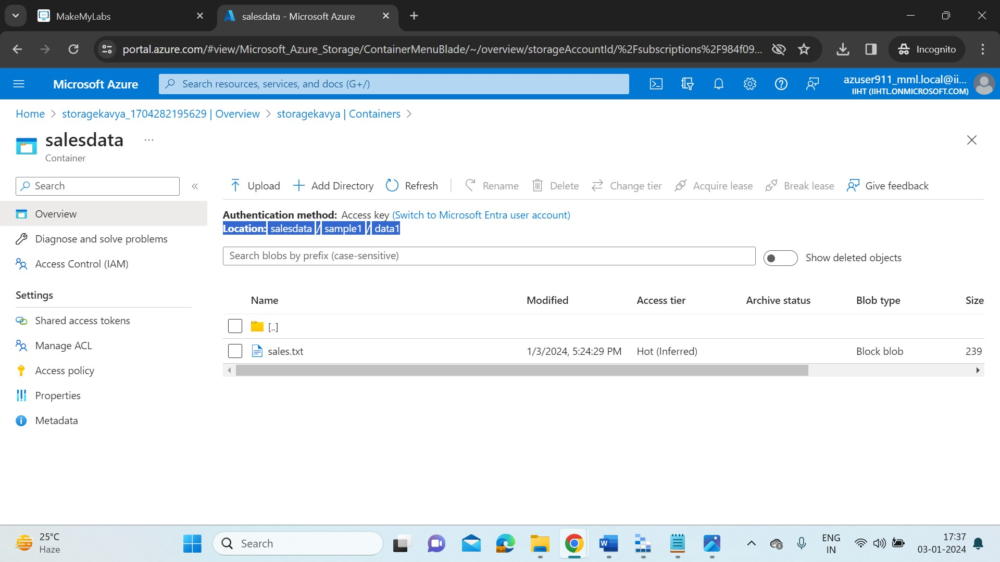 MakeMyLabs
salesdata - Microsoft Azure
portal.azure.com/#view/Microsoft_Azure_Storage/ContainerMenuBlade/~/overview/storageAccountId/%2Fsubscriptions%2F984f09...
Incognito
Microsoft Azure
Search resources, services, and docs (G+/)
azuser911_mml.local@ii...
IIHT (IIHTL.ONMICROSOFT.COM)
Home > storagekavya_1704282195629 | Overview > storagekavya | Containers >
salesdata ...
Container
Search
Upload
Add Directory
Refresh
Rename
Delete
Change tier
Acquire lease
Break lease
Give feedback
Overview
Diagnose and solve problems
Access Control (IAM)
Settings
Shared access tokens
Manage ACL
Access policy
Properties
Metadata
Authentication method: Access key (Switch to Microsoft Entra user account)
Location: salesdata / sample1 / data1
Search blobs by prefix (case-sensitive)
Show deleted objects
Name Modified Access tier Archive status Blob type Size
[..]
sales.txt 1/3/2024, 5:24:29 PM Hot (Inferred) Block blob 239
25°C
Haze
Search
ENG
IN
17:37
03-01-2024